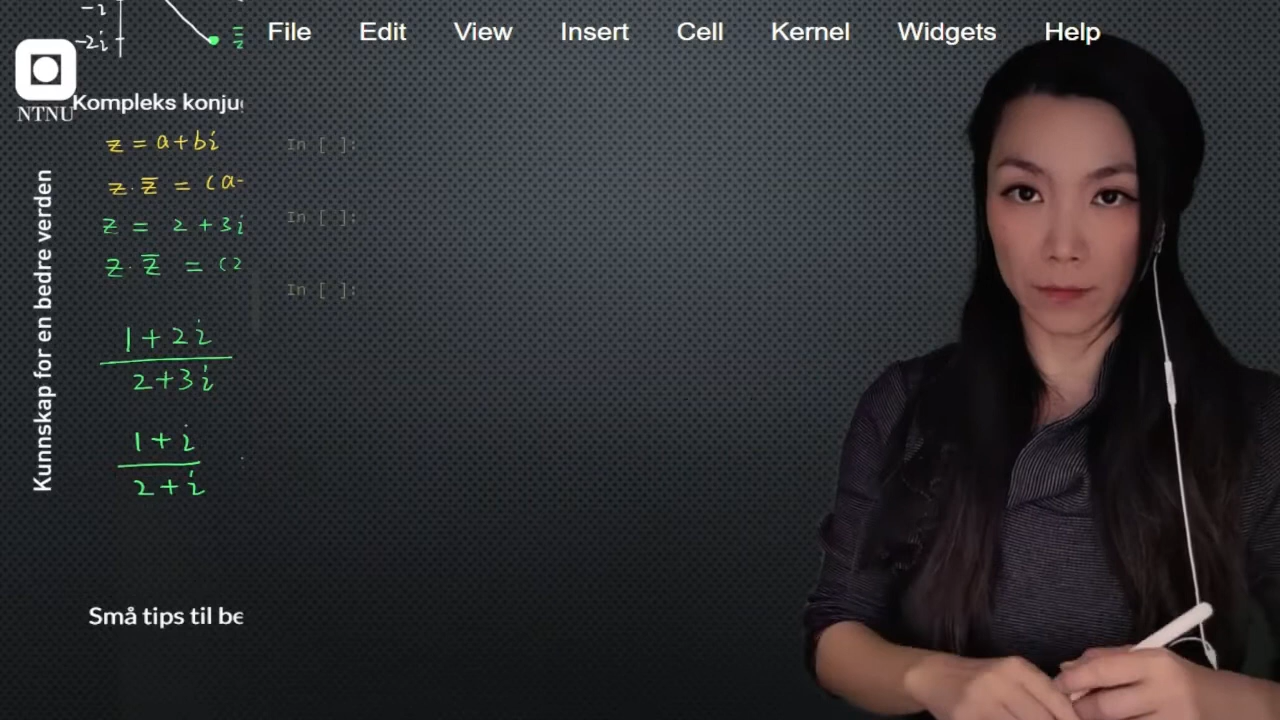 -i
-2i
File Edit View Insert Cell Kernel Widgets Help
NTNU
Kunnskap for en bedre verden
Kompleks konju
z = a+bi
z·z̅ = (a-
z = 2+3i
z·z̅ = (2
1+2i
2+3i
1+i
2+i
In [ ]:
In [ ]:
In [ ]:
Små tips til be